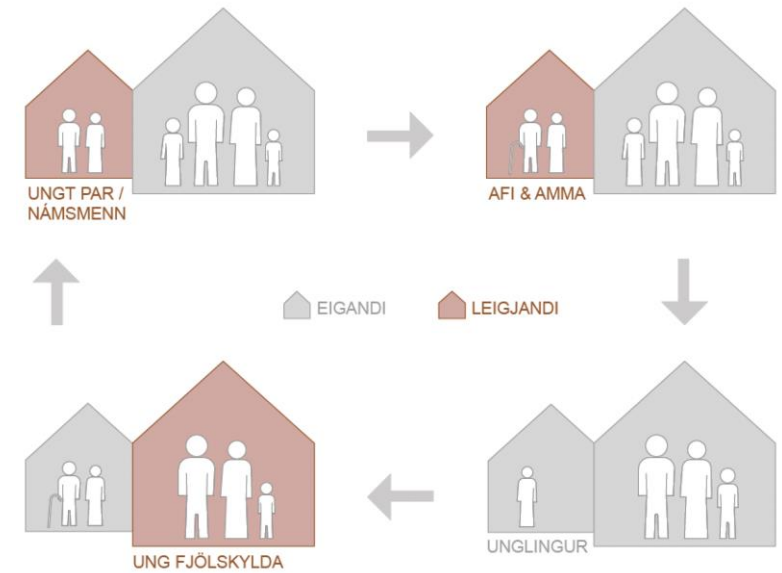 UNGT PAR /
NÁMSMENN
AFI & AMMA
EIGANDI
LEIGJANDI
UNG FJÖLSKYLDA
UNGLINGUR